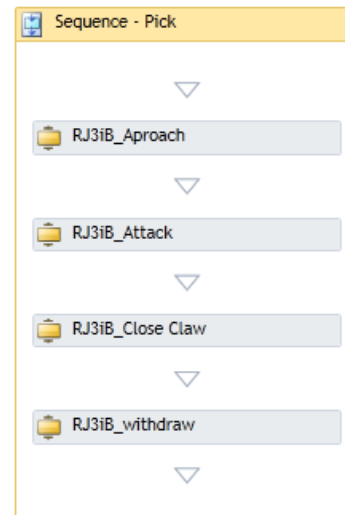 Sequence - Pick
RJ3iB_Aproach
RJ3iB_Attack
RJ3iB_Close Claw
RJ3iB_withdraw